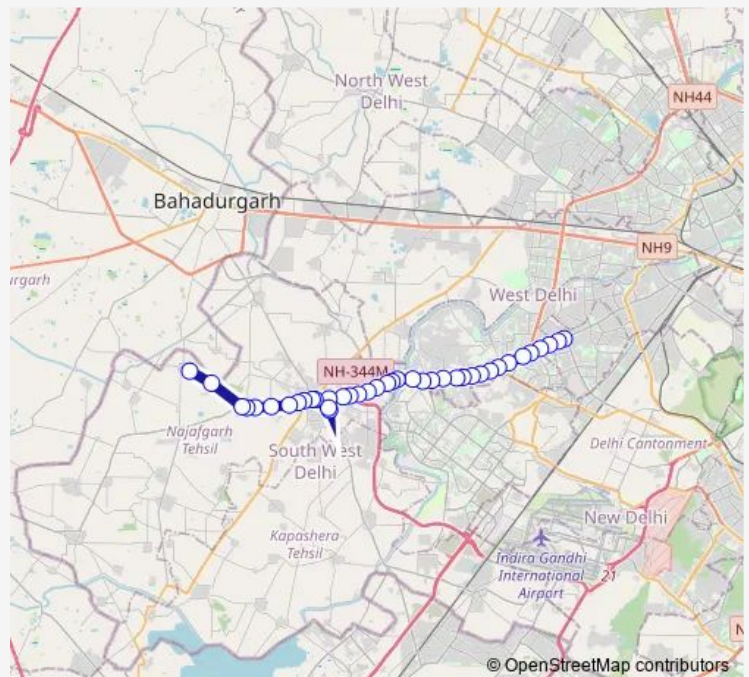 North West
Delhi
NH44
Bahadurgarh
NH9
urgarh
West Delhi
NH-344M
Najafgarh
Tehsil
South West
Delhi
Delhi Cantonment
New Delhi
Kapashera
Tehsil
Indira Gandhi
International
Airport
21
N
© OpenStreetMap contributors